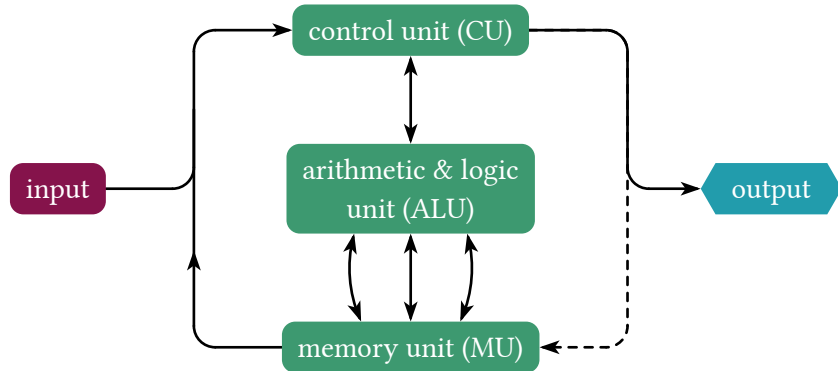 control unit (CU)
input
arithmetic & logic
unit (ALU)
output
memory unit (MU)